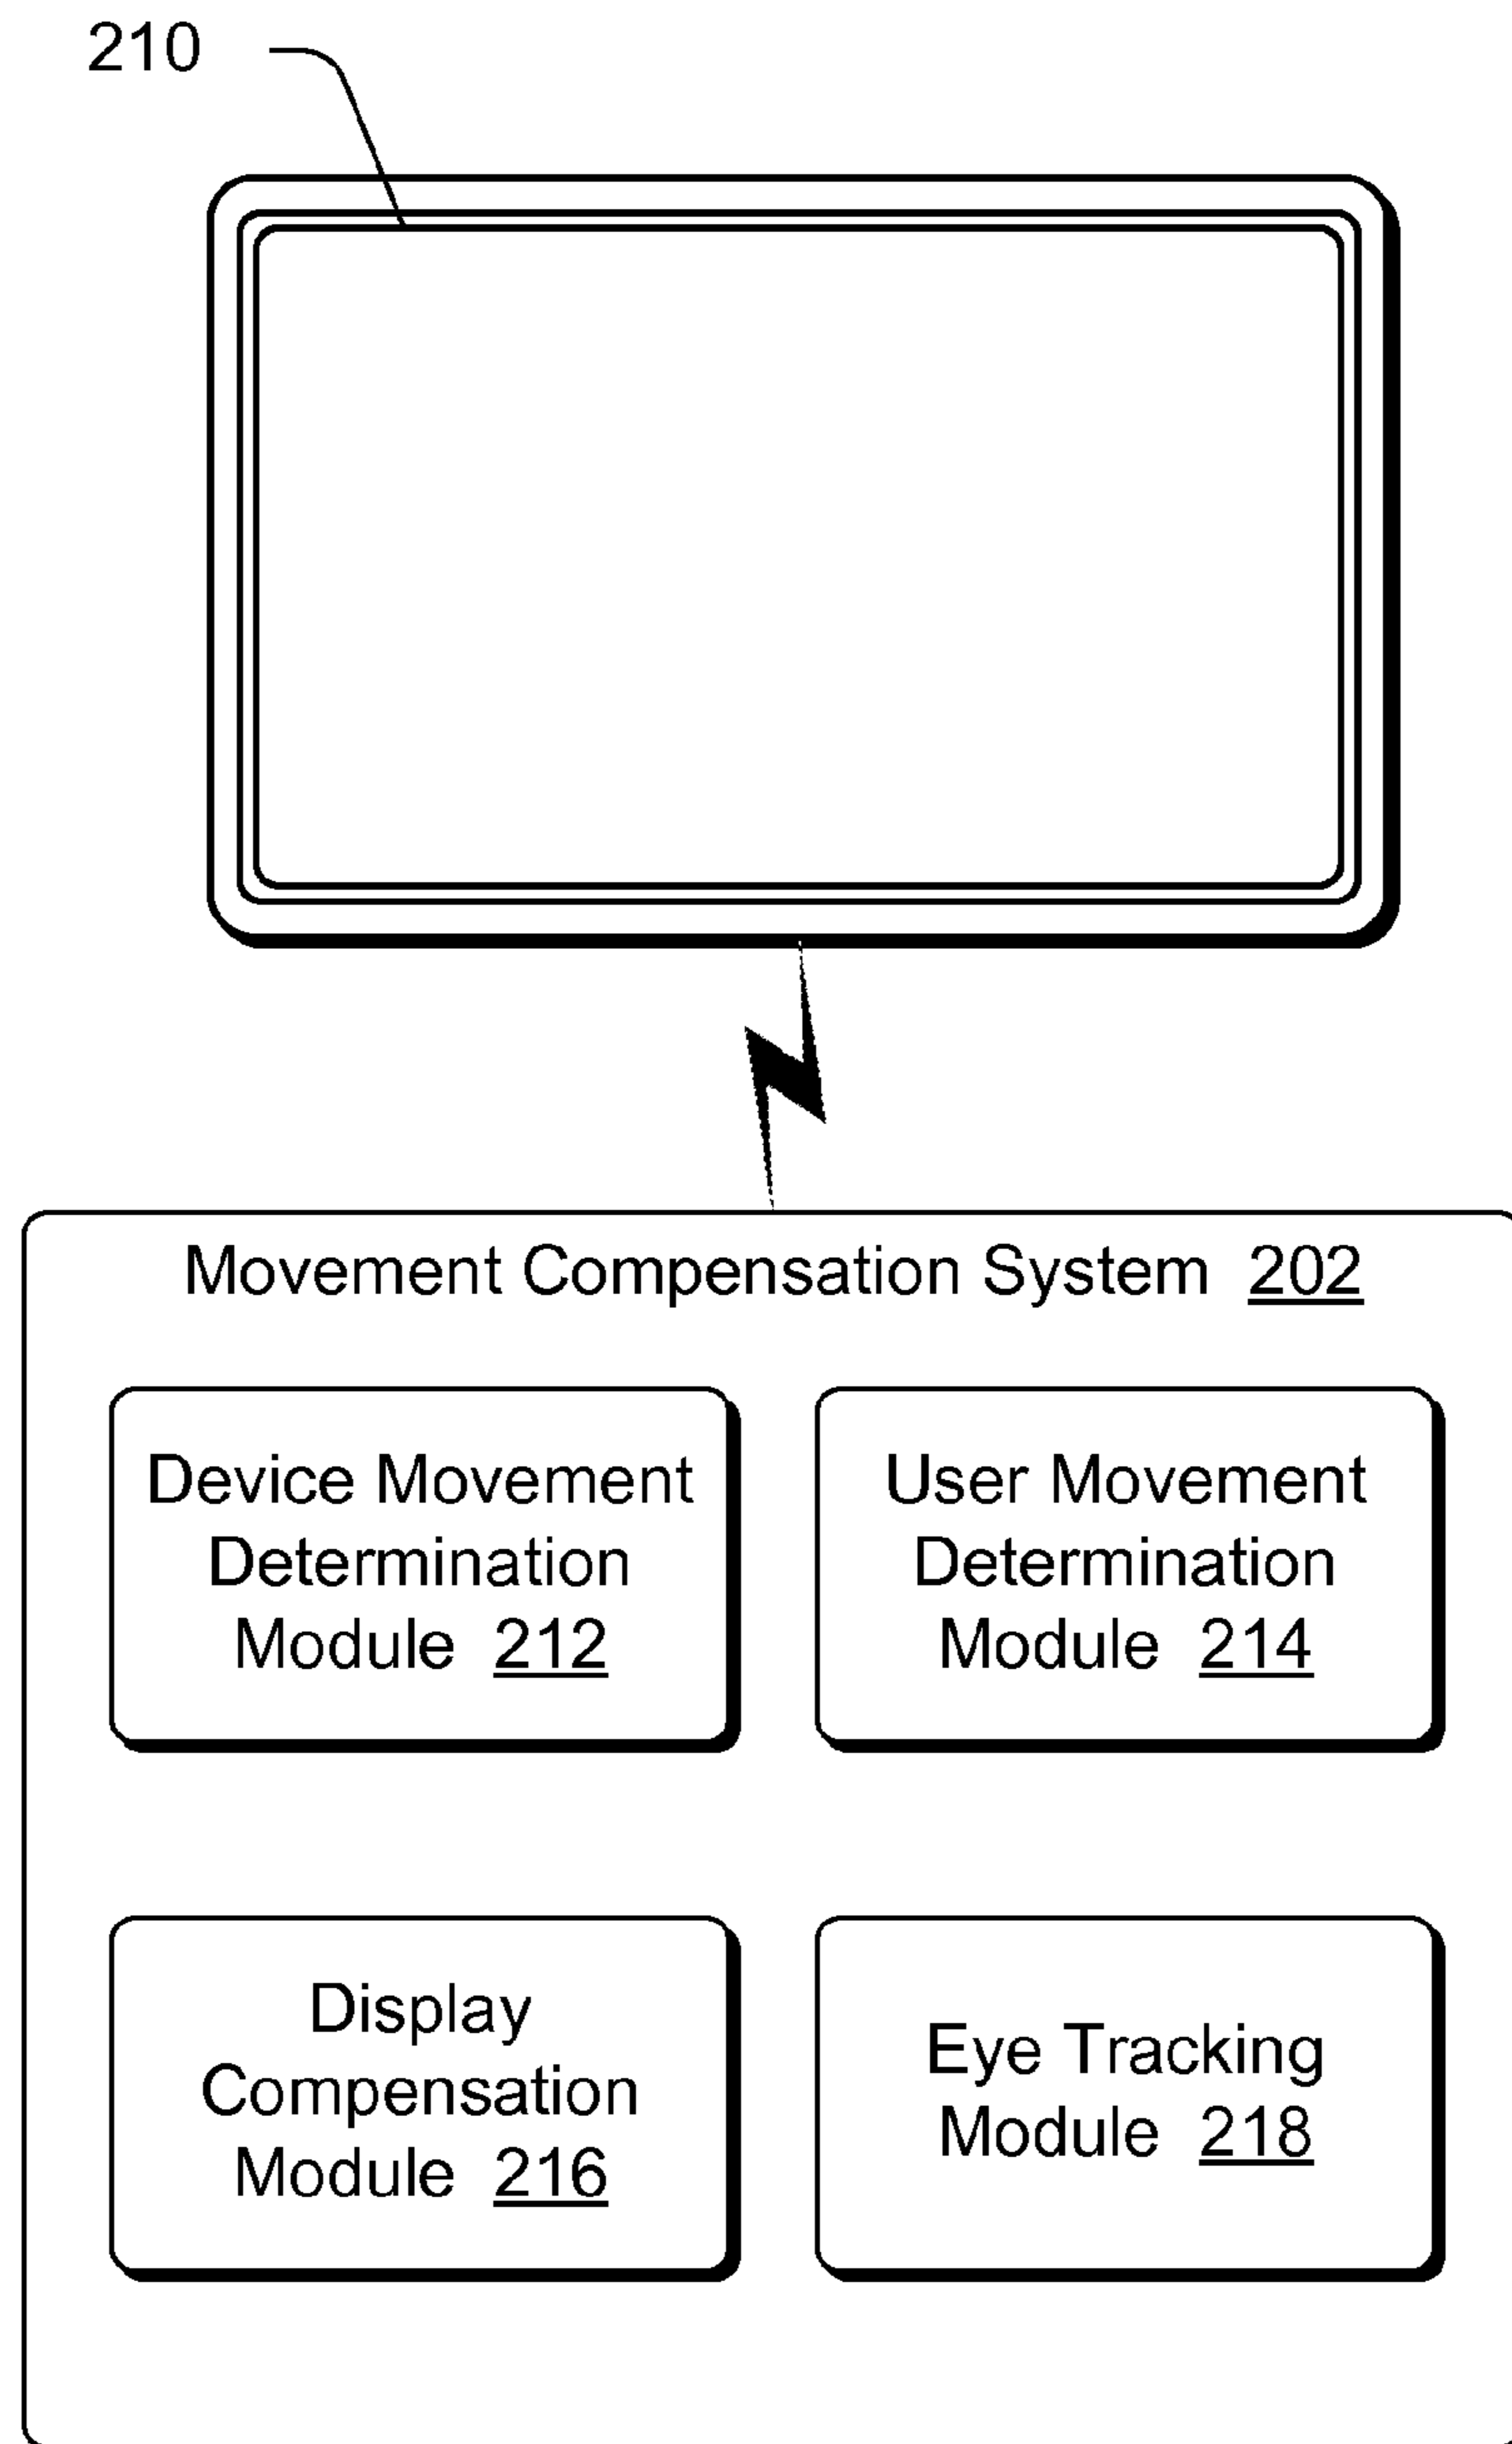 210
Movement Compensation System 202
Device Movement
Determination
Module 212
User Movement
Determination
Module 214
Display
Compensation
Module 216
Eye Tracking
Module 218